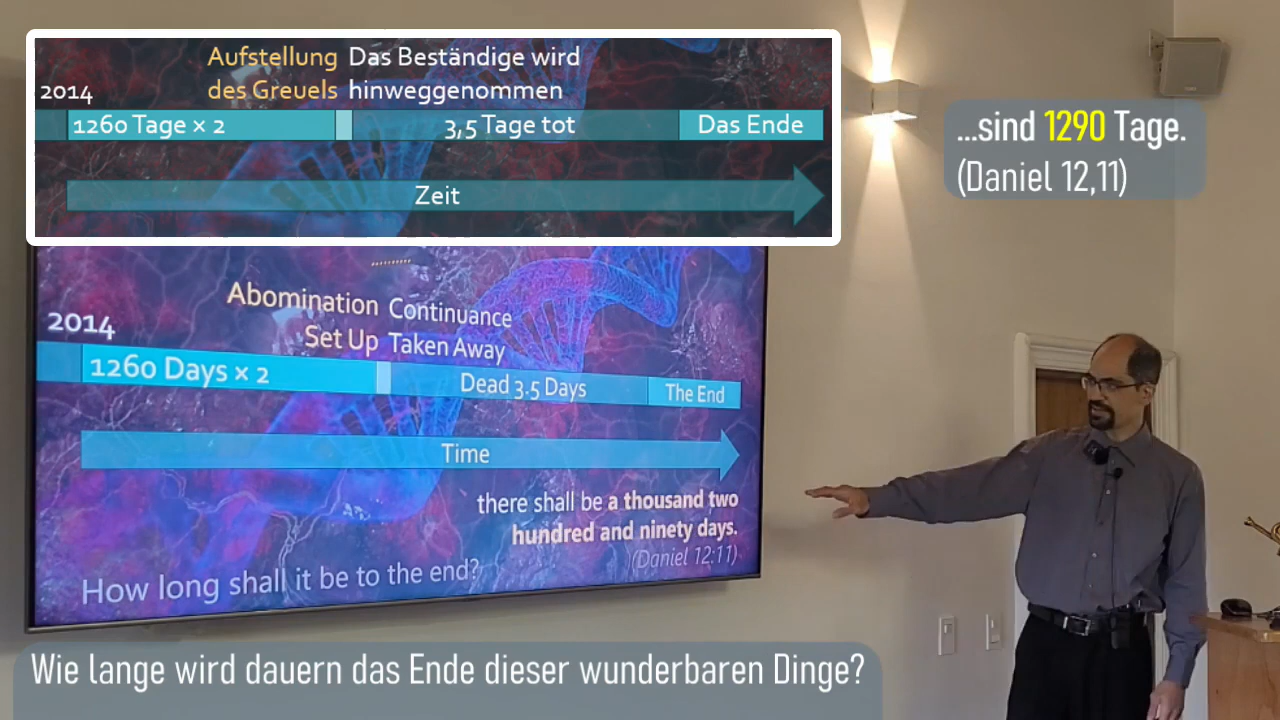 Aufstellung Das Beständige wird
2014 des Greuels hinweggenommen
1260 Tage × 2 3,5 Tage tot Das Ende
Zeit
...sind 1290 Tage.
(Daniel 12,11)
Abomination Continuance
2014 Set Up Taken Away
1260 Days × 2 Dead 3.5 Days The End
Time
there shall be a thousand two
hundred and ninety days.
(Daniel 12:11)
How long shall it be to the end?
Wie lange wird dauern das Ende dieser wunderbaren Dinge?